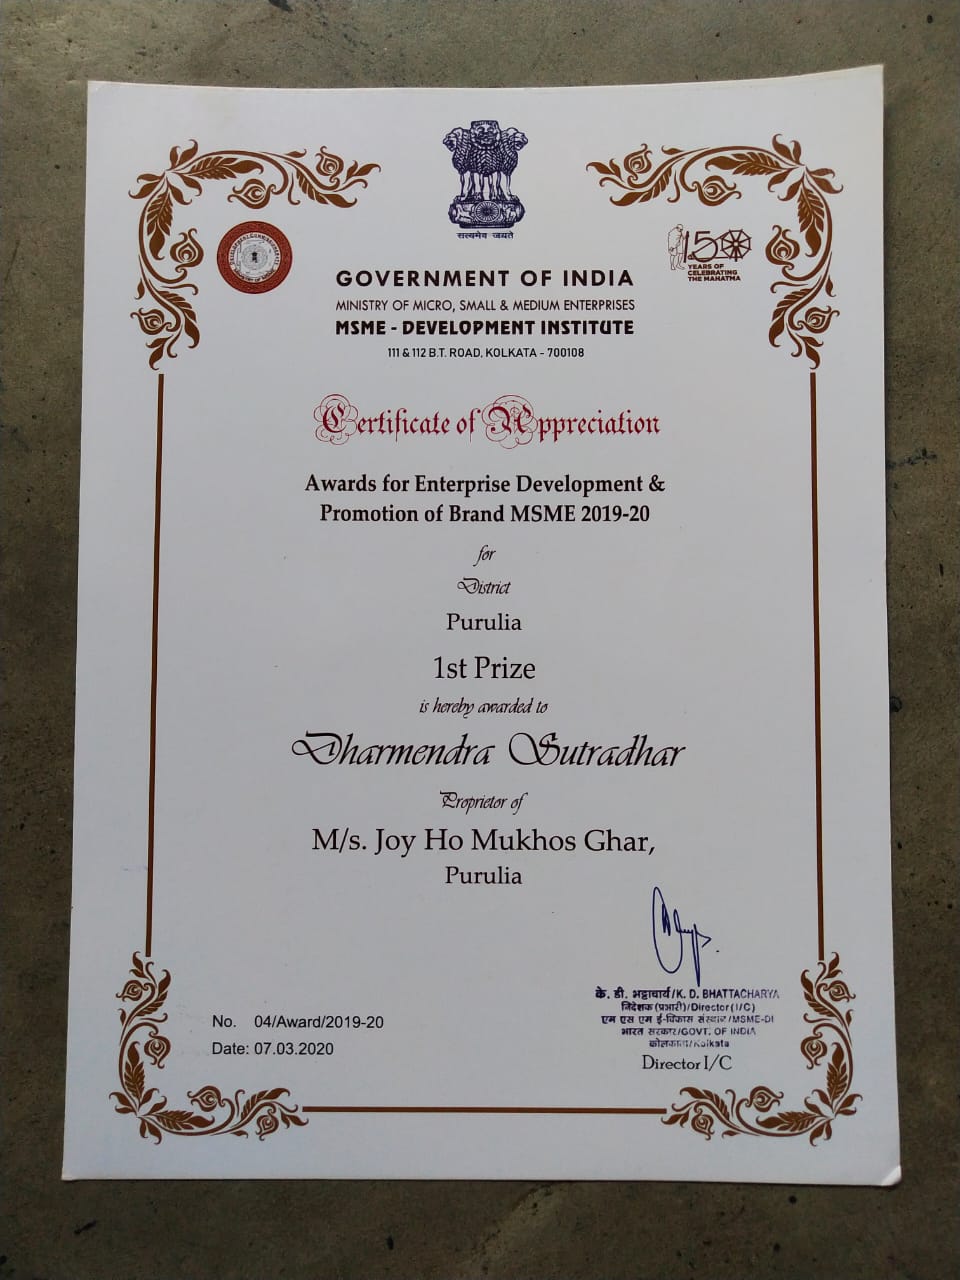 सत्यमेव जयते
150
YEARS OF
CELEBRATING
THE MAHATMA
GOVERNMENT OF INDIA
MINISTRY OF MICRO, SMALL & MEDIUM ENTERPRISES
MSME - DEVELOPMENT INSTITUTE
111 & 112 B.T. ROAD, KOLKATA - 700108
Certificate of Appreciation
Awards for Enterprise Development &
Promotion of Brand MSME 2019-20
for
District
Purulia
1st Prize
is hereby awarded to
Dharmendra Sutradhar
Proprietor of
M/s. Joy Ho Mukhos Ghar,
Purulia
के. डी. भट्टाचार्य/K. D. BHATTACHARYA
निदेशक (प्रभारी)/Director (I/C)
एम एस एम ई-विकास संस्थान/MSME-DI
भारत सरकार/GOVT. OF INDIA
कोलकाता/Kolkata
Director I/C
No. 04/Award/2019-20
Date: 07.03.2020